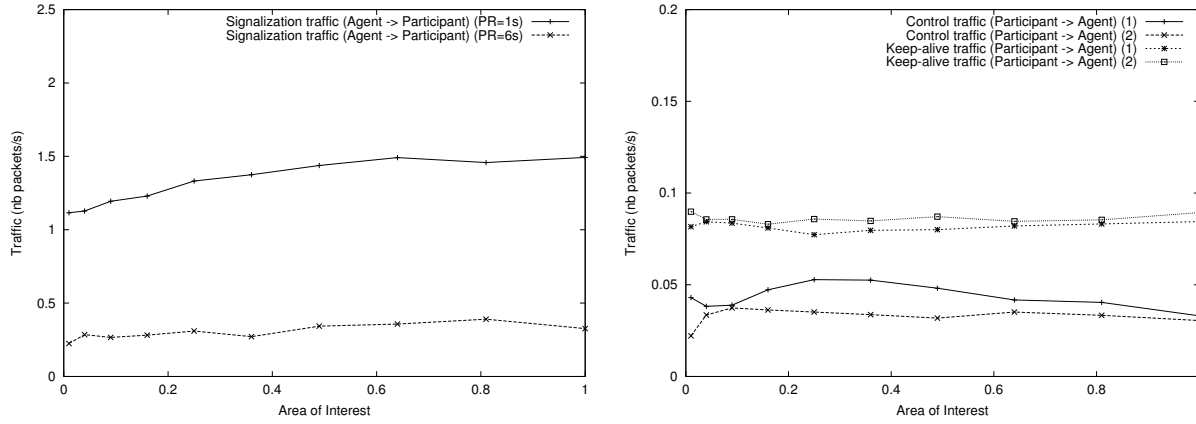 Signalization traffic (Agent -> Participant) (PR=1s)
Signalization traffic (Agent -> Participant) (PR=6s)
2.5
2
1.5
1
0.5
0
Traffic (nb packets/s)
0
0.2
0.4
0.6
0.8
1
Area of Interest
Control traffic (Participant -> Agent) (1)
Control traffic (Participant -> Agent) (2)
Keep-alive traffic (Participant -> Agent) (1)
Keep-alive traffic (Participant -> Agent) (2)
0.2
0.15
0.1
0.05
0
Traffic (nb packets/s)
0
0.2
0.4
0.6
0.8
Area of Interest